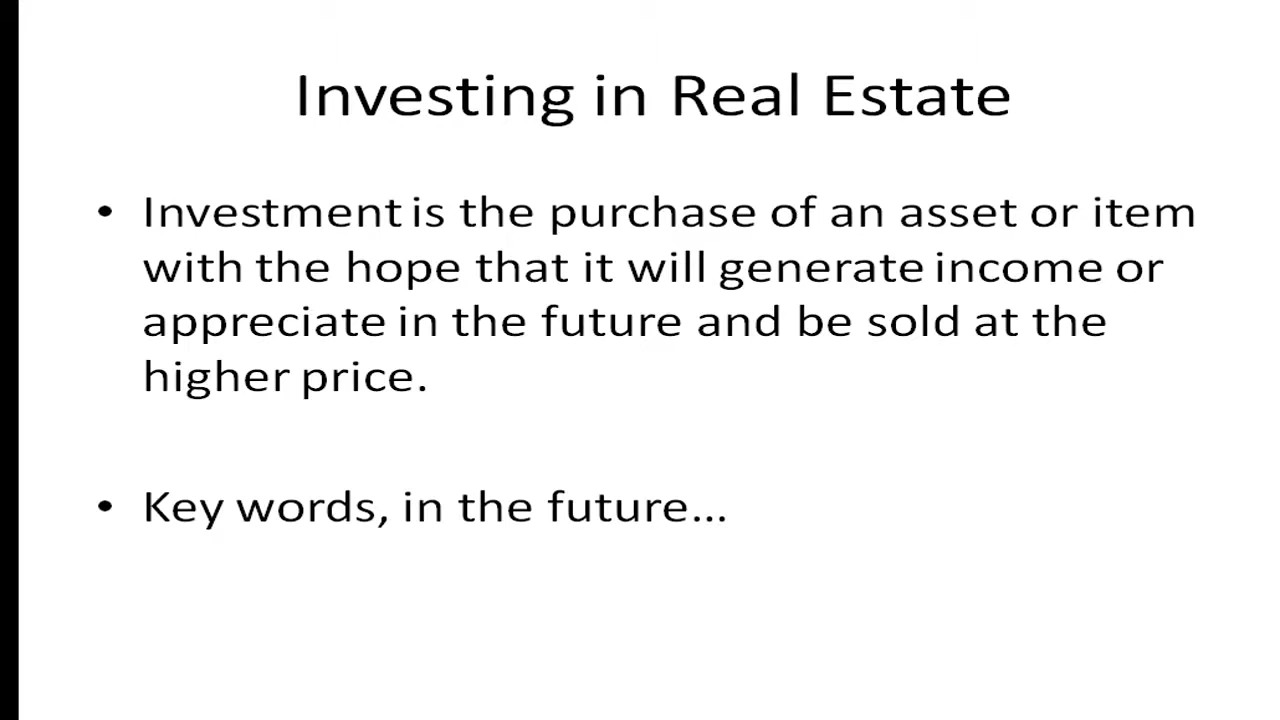 Investing in Real Estate
• Investment is the purchase of an asset or item
with the hope that it will generate income or
appreciate in the future and be sold at the
higher price.
• Key words, in the future...